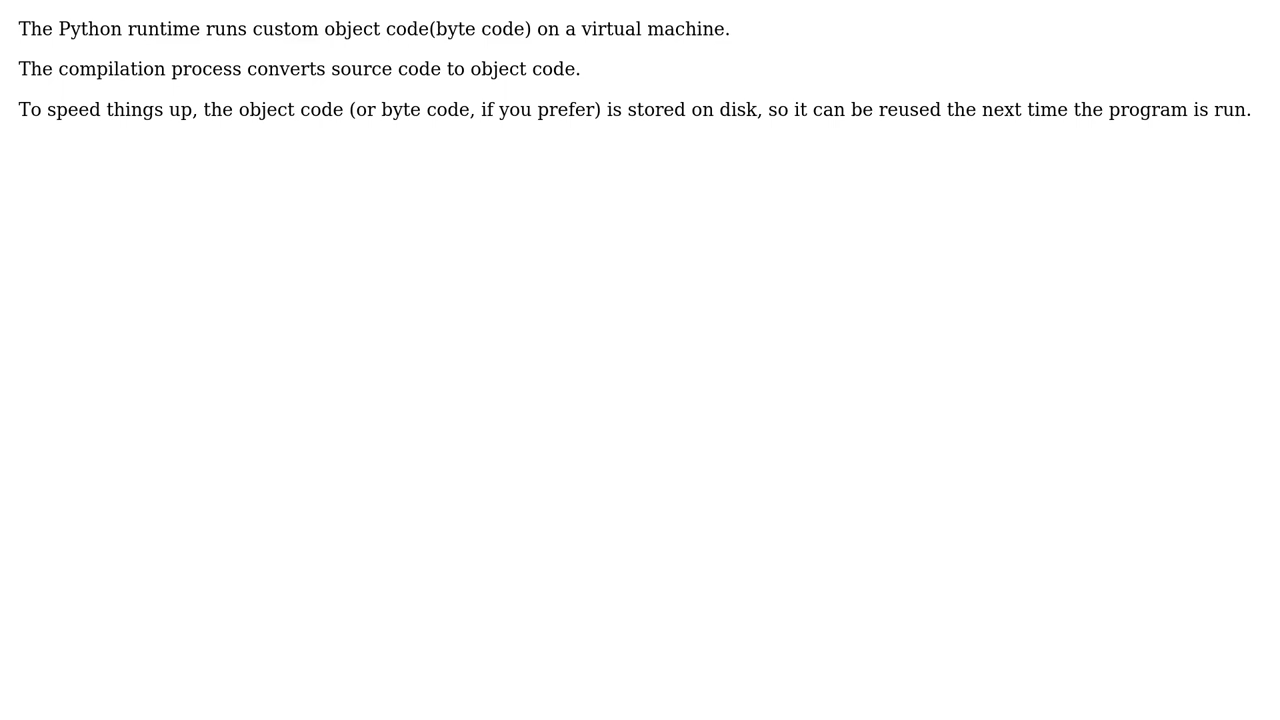 The Python runtime runs custom object code(byte code) on a virtual machine.
The compilation process converts source code to object code.
To speed things up, the object code (or byte code, if you prefer) is stored on disk, so it can be reused the next time the program is run.